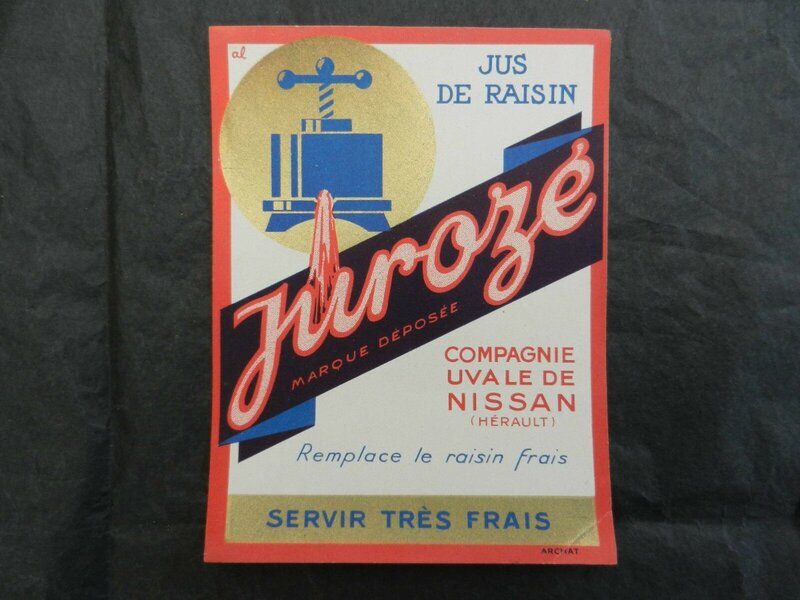 al
JUS
DE RAISIN
Jurozé
MARQUE DÉPOSÉE
COMPAGNIE
UVALE DE
NISSAN
(HÉRAULT)
Remplace le raisin frais
SERVIR TRÈS FRAIS
ARCHAT